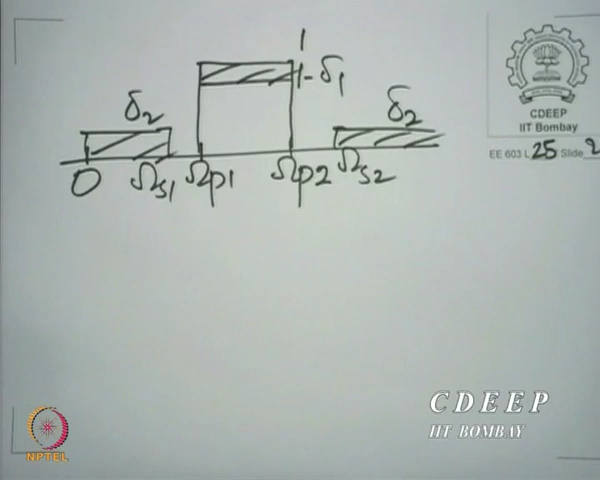 1
1-δ1
δ2
δ2
0 Ωs1 Ωp1 Ωp2 Ωs2
CDEEP
IIT Bombay
EE 603 L 25 Slide 2
CDEEP
IIT BOMBAY
NPTEL